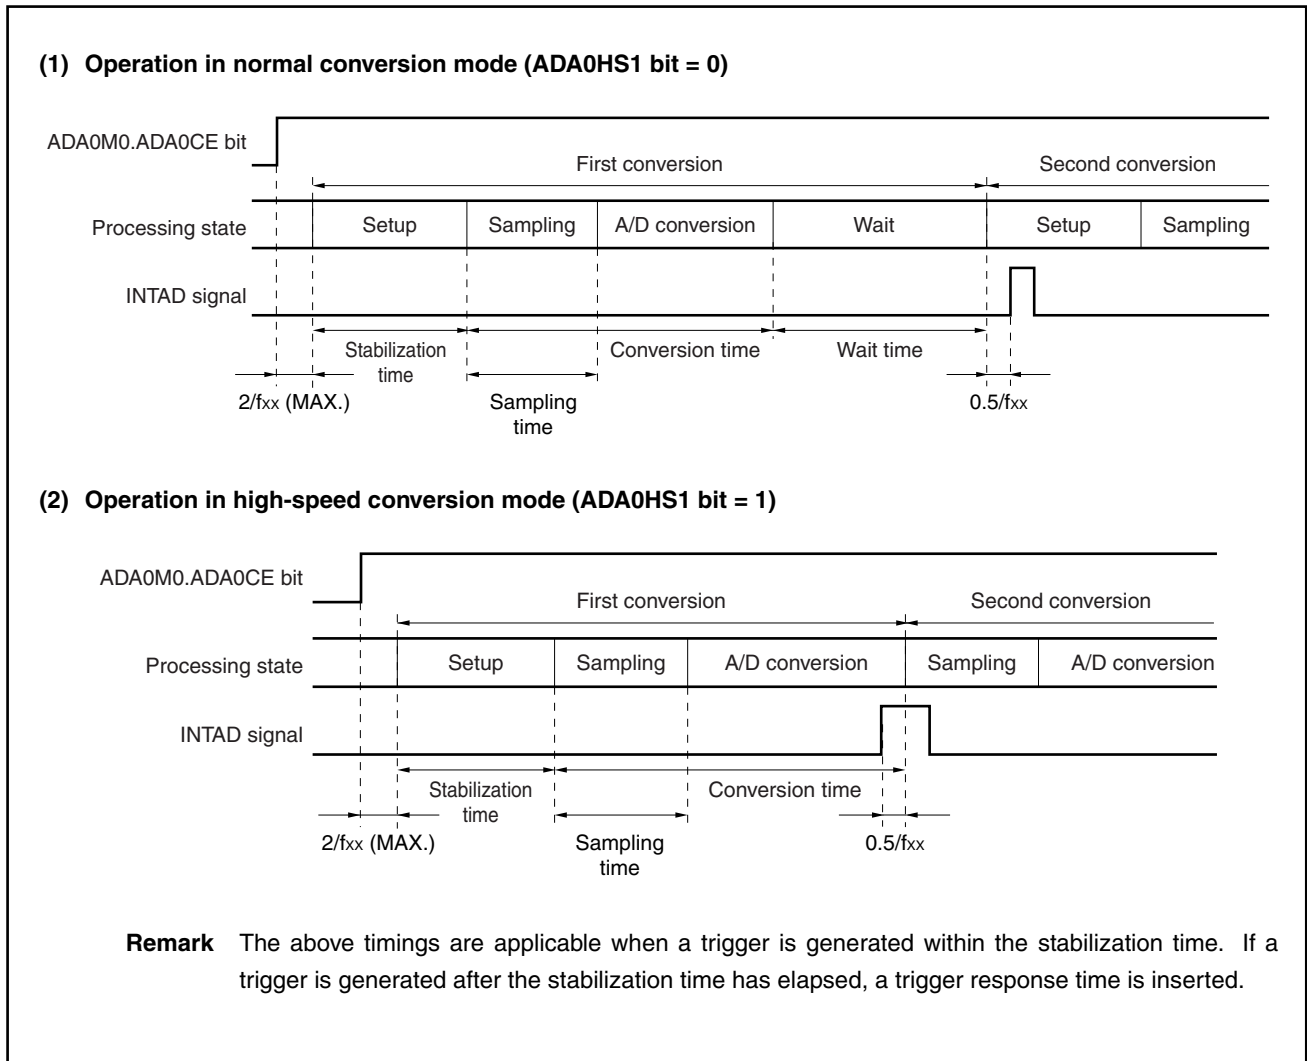 (1) Operation in normal conversion mode (ADA0HS1 bit = 0)
ADA0M0.ADA0CE bit
First conversion
Second conversion
Processing state
Setup
Sampling
A/D conversion
Wait
Setup
Sampling
INTAD signal
Stabilization
time
Conversion time
Wait time
2/fxx (MAX.)
Sampling
time
0.5/fxx
(2) Operation in high-speed conversion mode (ADA0HS1 bit = 1)
ADA0M0.ADA0CE bit
First conversion
Second conversion
Processing state
Setup
Sampling
A/D conversion
Sampling
A/D conversion
INTAD signal
Stabilization
time
Conversion time
2/fxx (MAX.)
Sampling
time
0.5/fxx
Remark The above timings are applicable when a trigger is generated within the stabilization time. If a
trigger is generated after the stabilization time has elapsed, a trigger response time is inserted.